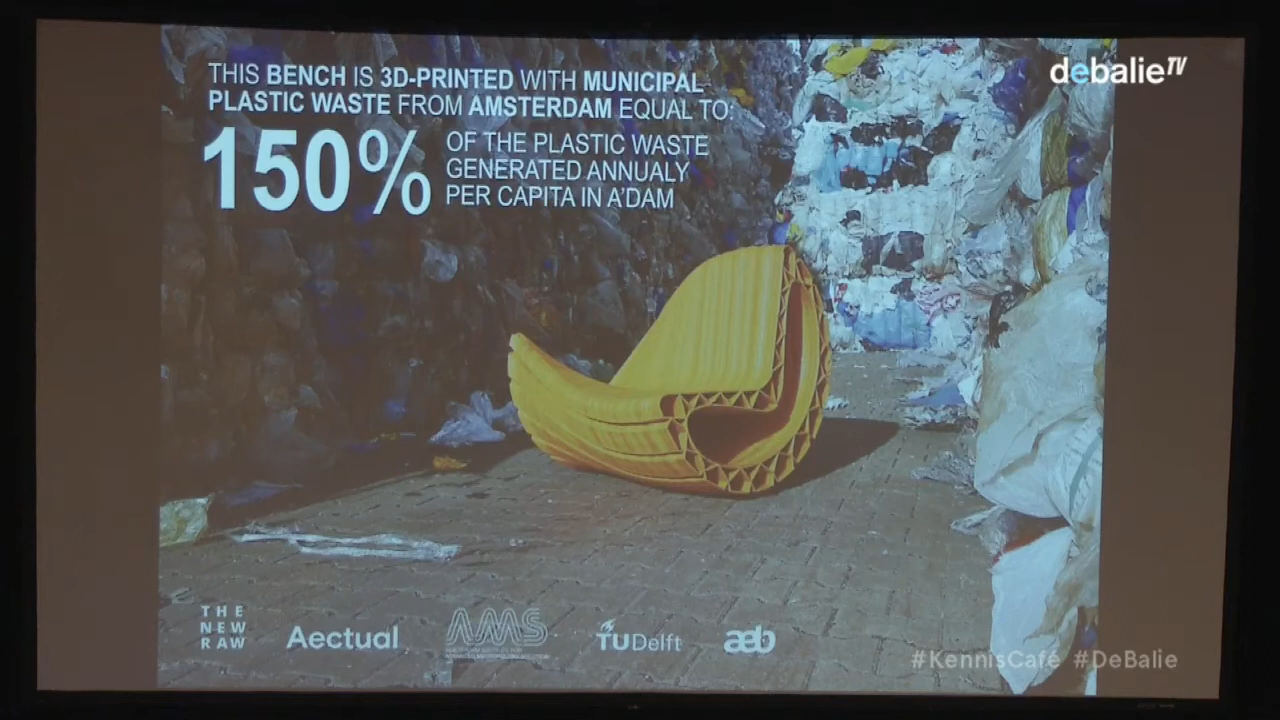 THIS BENCH IS 3D-PRINTED WITH MUNICIPAL
PLASTIC WASTE FROM AMSTERDAM EQUAL TO:
150%
OF THE PLASTIC WASTE
GENERATED ANNUALY
PER CAPITA IN A'DAM
debalieTV
THE
NEW
RAW
Aectual
AMS
TUDelft
aeb
#KennisCafé #DeBalie